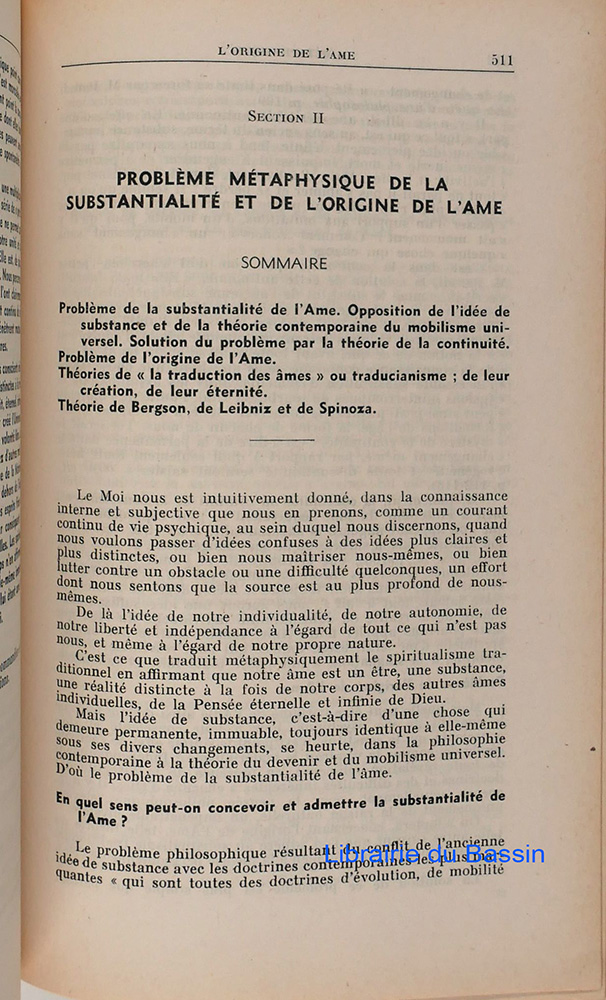 L'ORIGINE DE L'AME 511
SECTION II
PROBLÈME MÉTAPHYSIQUE DE LA
SUBSTANTIALITÉ ET DE L'ORIGINE DE L'AME
SOMMAIRE
Problème de la substantialité de l'Ame. Opposition de l'idée de
substance et de la théorie contemporaine du mobilisme uni-
versel. Solution du problème par la théorie de la continuité.
Problème de l'origine de l'Ame.
Théories de « la traduction des âmes » ou traducianisme ; de leur
création, de leur éternité.
Théorie de Bergson, de Leibniz et de Spinoza.
Le Moi nous est intuitivement donné, dans la connaissance
interne et subjective que nous en prenons, comme un courant
continu de vie psychique, au sein duquel nous discernons, quand
nous voulons passer d'idées confuses à des idées plus claires et
plus distinctes, ou bien nous maîtriser nous-mêmes, ou bien
lutter contre un obstacle ou une difficulté quelconques, un effort
dont nous sentons que la source est au plus profond de nous-
mêmes.
De là l'idée de notre individualité, de notre autonomie, de
notre liberté et indépendance à l'égard de tout ce qui n'est pas
nous, et même à l'égard de notre propre nature.
C'est ce que traduit métaphysiquement le spiritualisme tra-
ditionnel en affirmant que notre âme est un être, une substance,
une réalité distincte à la fois de notre corps, des autres âmes
individuelles, de la Pensée éternelle et infinie de Dieu.
Mais l'idée de substance, c'est-à-dire d'une chose qui
demeure permanente, immuable, toujours identique à elle-même
sous ses divers changements, se heurte, dans la philosophie
contemporaine à la théorie du devenir et du mobilisme universel.
D'où le problème de la substantialité de l'âme.
En quel sens peut-on concevoir et admettre la substantialité de
l'Ame ?
Le problème philosophique résultant du conflit de l'ancienne
idée de substance avec les doctrines contemporaines les plus mar-
quantes « qui sont toutes des doctrines d'évolution, de mobilité
Librairie du Bassin